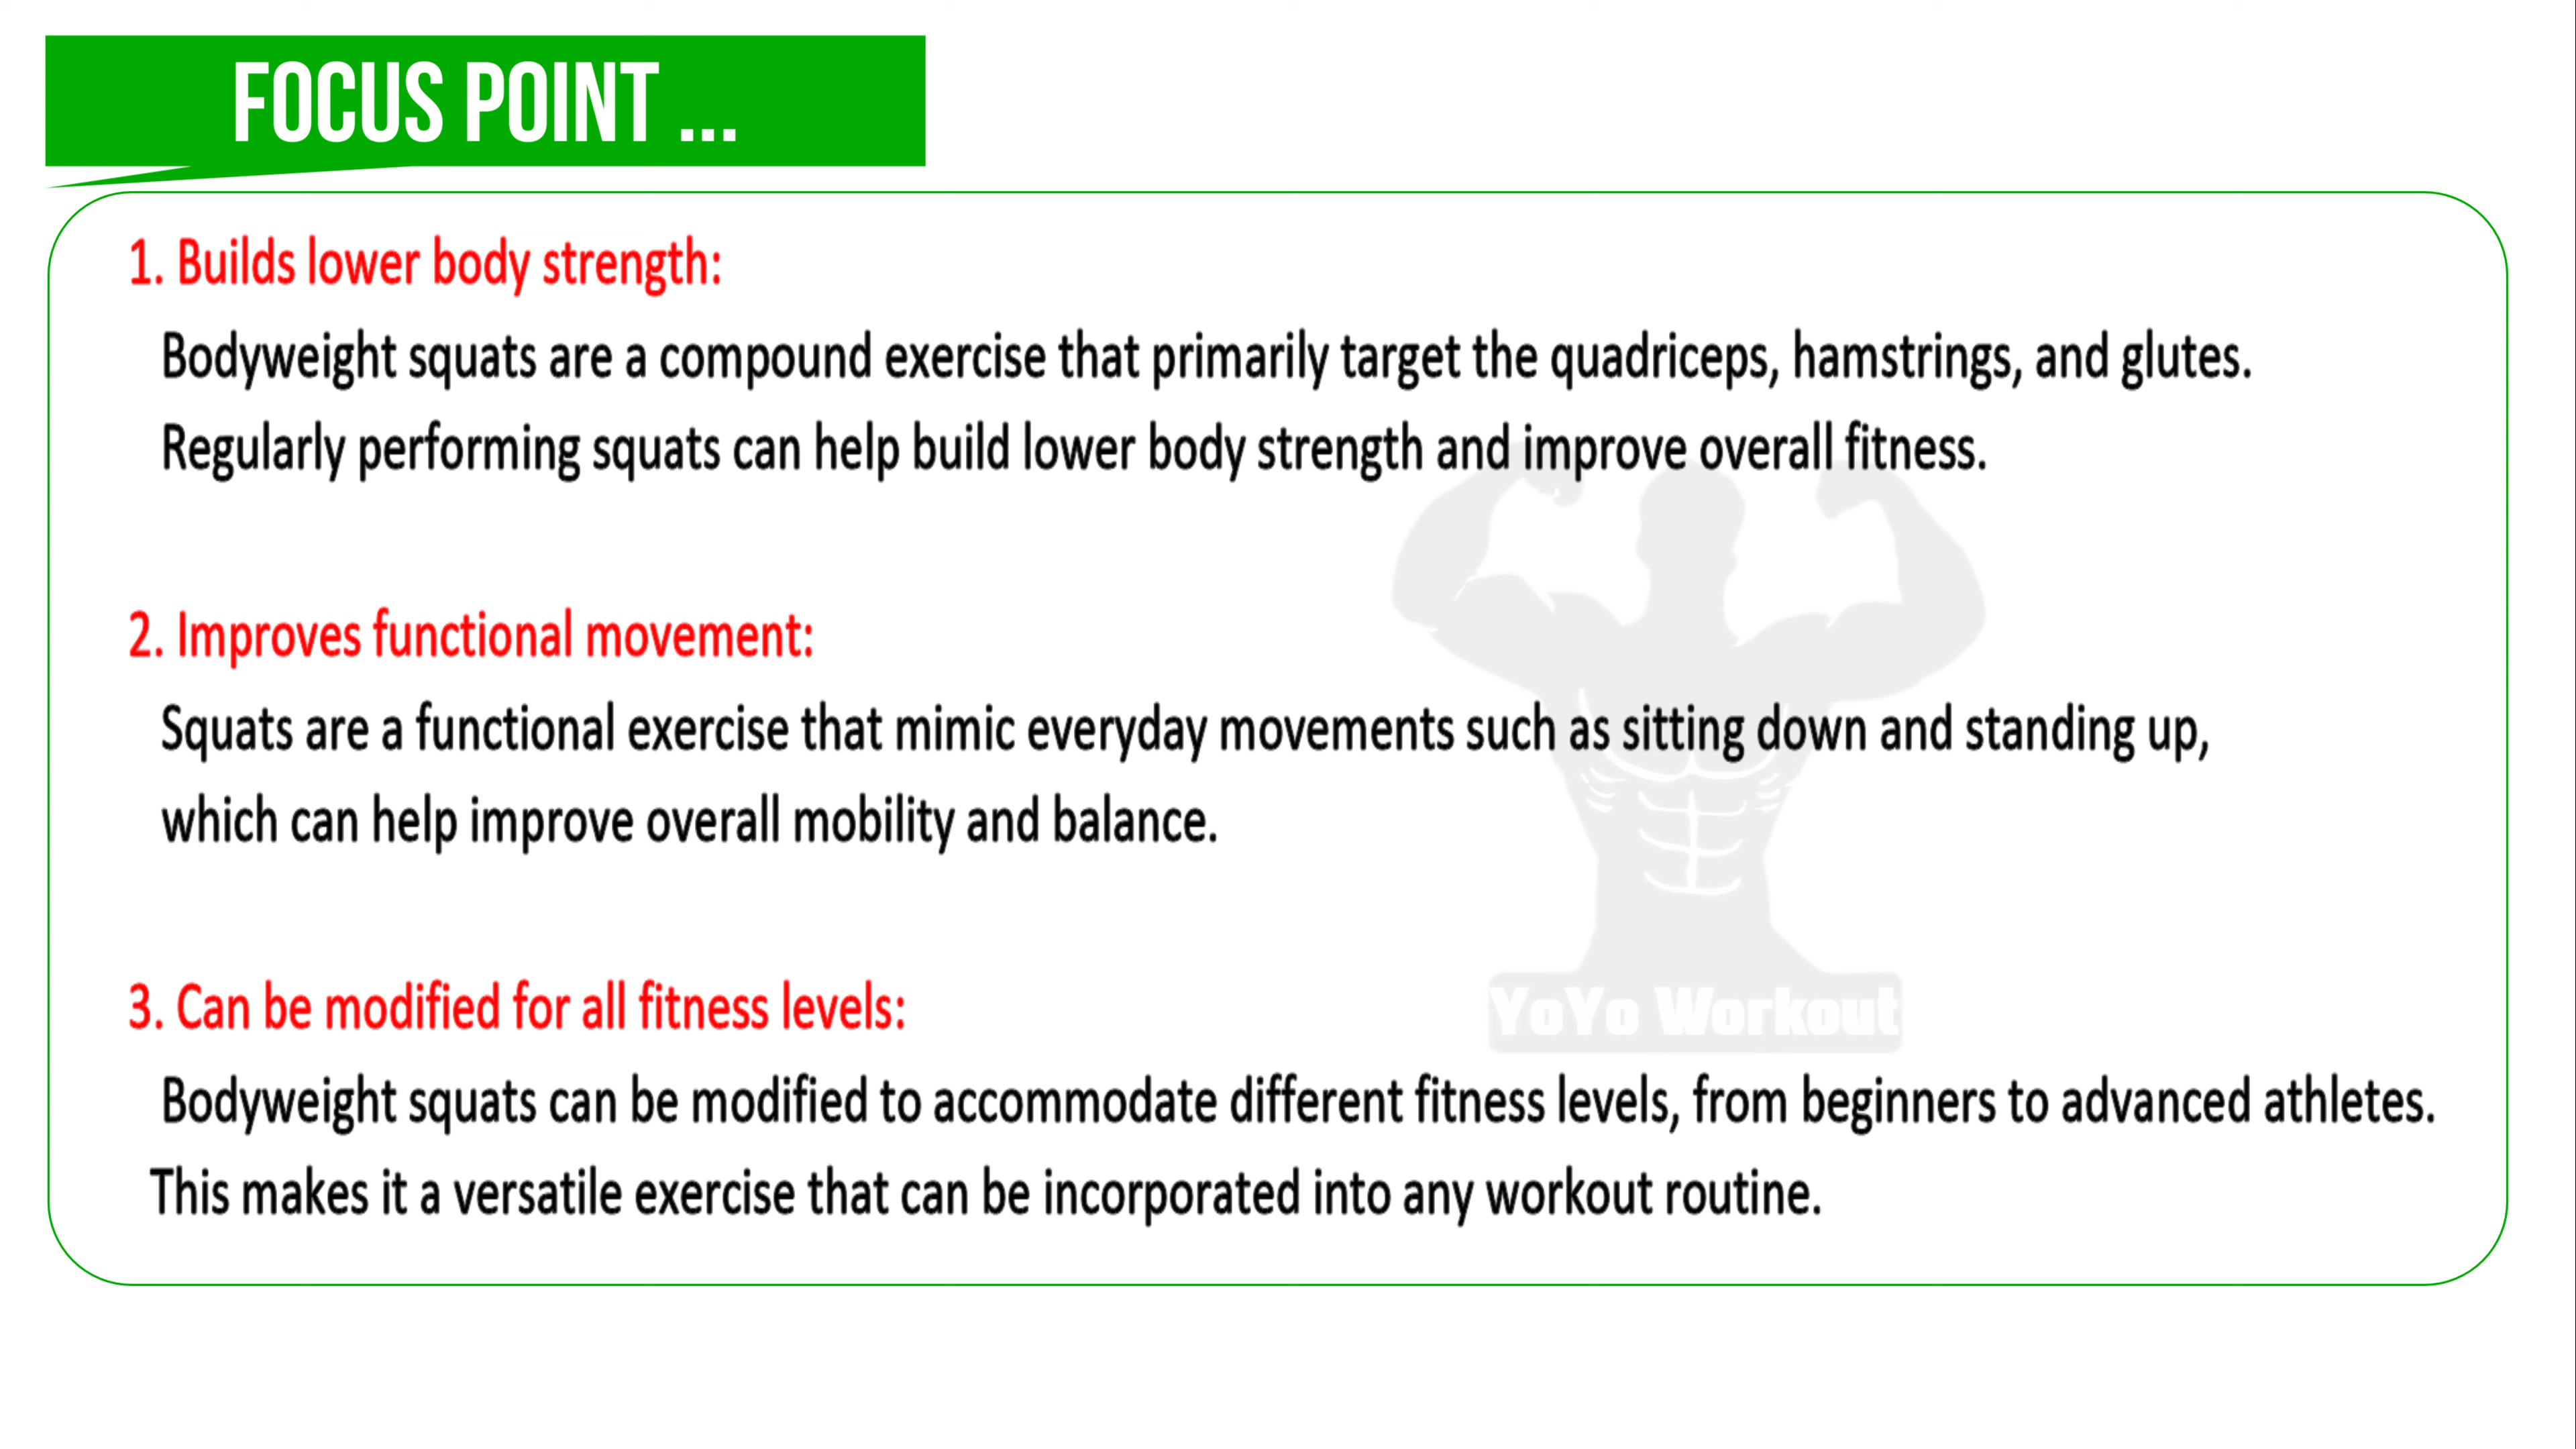 FOCUS POINT ...
1. Builds lower body strength:
Bodyweight squats are a compound exercise that primarily target the quadriceps, hamstrings, and glutes.
Regularly performing squats can help build lower body strength and improve overall fitness.
2. Improves functional movement:
Squats are a functional exercise that mimic everyday movements such as sitting down and standing up,
which can help improve overall mobility and balance.
3. Can be modified for all fitness levels:
YoYo Workout
Bodyweight squats can be modified to accommodate different fitness levels, from beginners to advanced athletes.
This makes it a versatile exercise that can be incorporated into any workout routine.